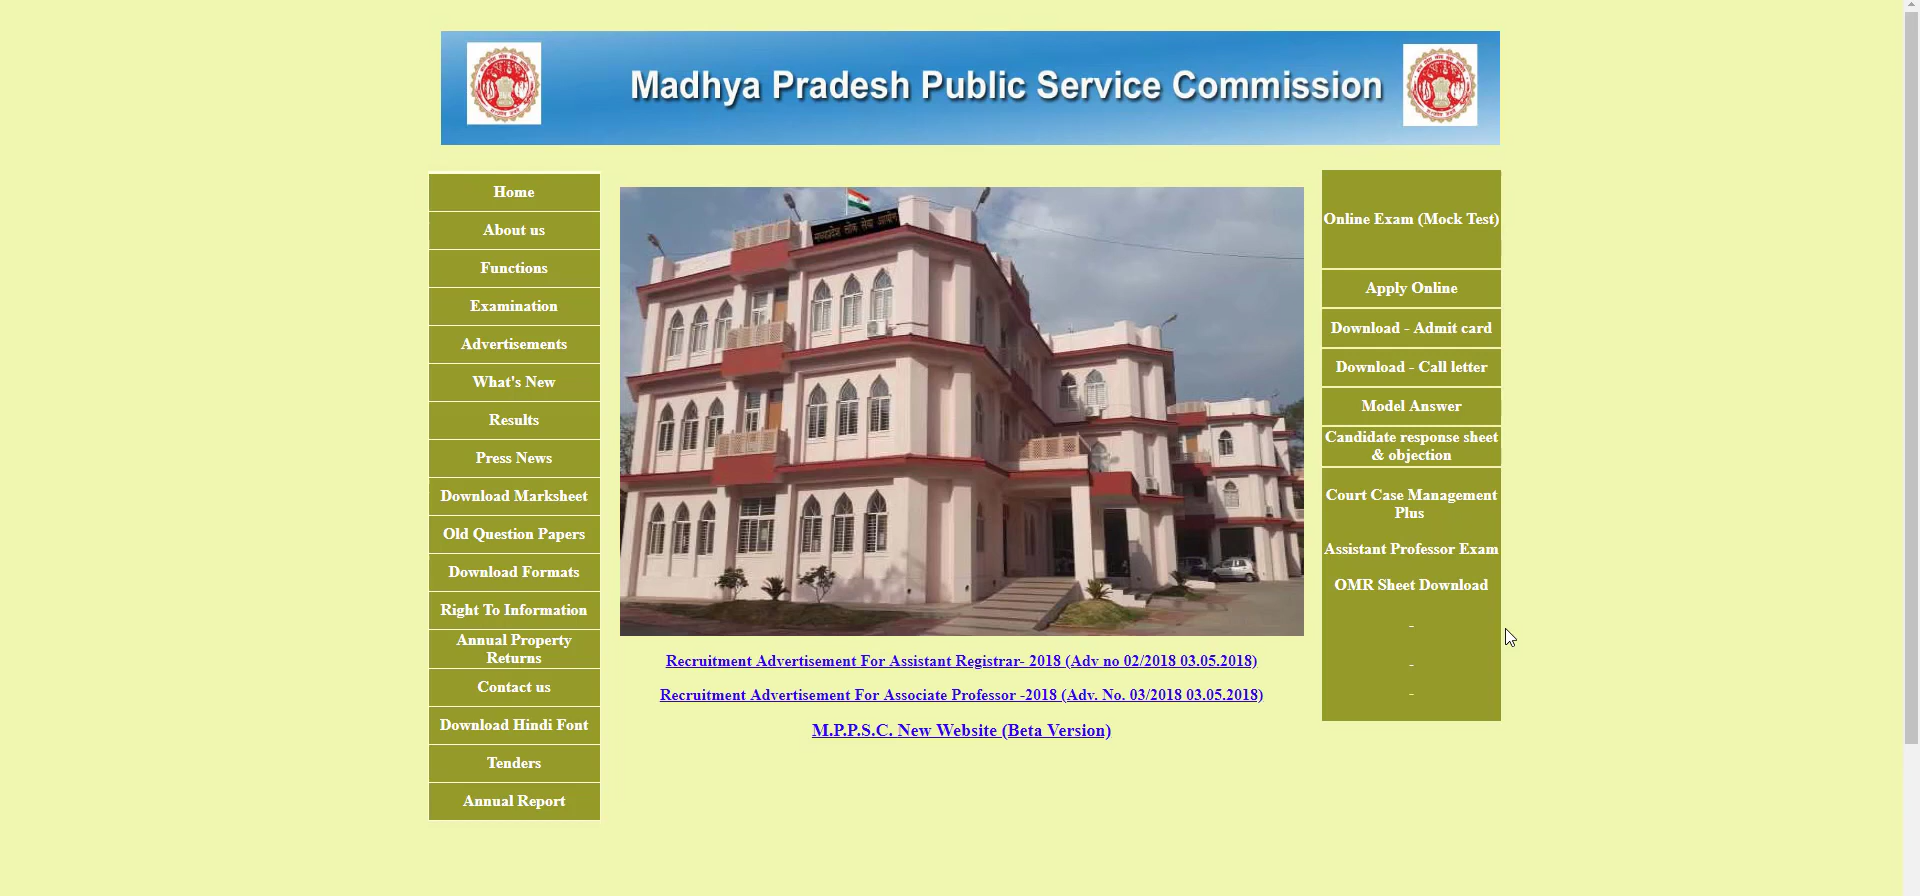 Madhya Pradesh Public Service Commission
Home
About us
Functions
Examination
Advertisements
What's New
Results
Press News
Download Marksheet
Old Question Papers
Download Formats
Right To Information
Annual Property
Returns
Contact us
Download Hindi Font
Tenders
Annual Report
मध्यप्रदेश लोक सेवा आयोग
Recruitment Advertisement For Assistant Registrar- 2018 (Adv no 02/2018 03.05.2018)
Recruitment Advertisement For Associate Professor -2018 (Adv. No. 03/2018 03.05.2018)
M.P.P.S.C. New Website (Beta Version)
Online Exam (Mock Test)
Apply Online
Download - Admit card
Download - Call letter
Model Answer
Candidate response sheet
& objection
Court Case Management
Plus
Assistant Professor Exam
OMR Sheet Download
-
-
-